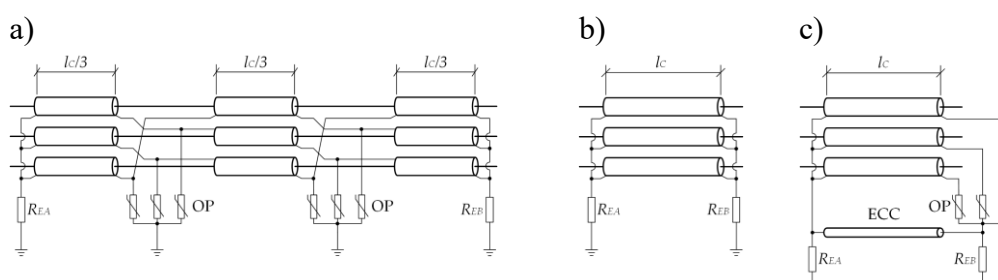 a)
b)
c)
lc/3
lc/3
lc/3
lc
lc
REA
OP
OP
REB
REA
REB
OP
ECC
REA
REB